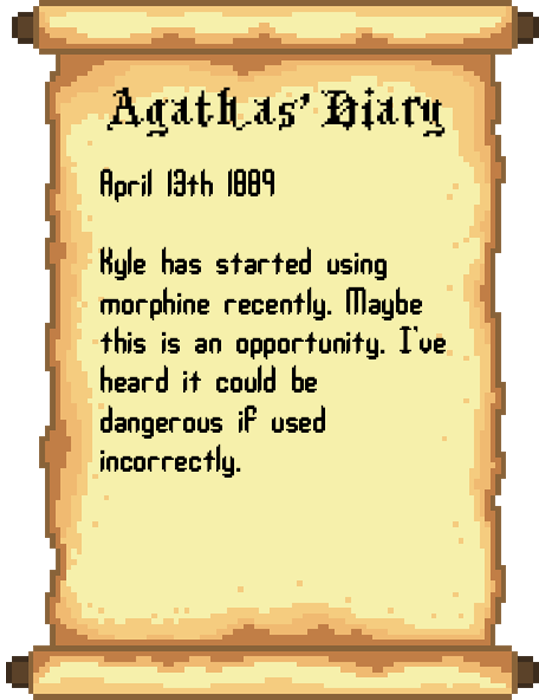 Agathas' Diary
April 13th 1889
Kyle has started using
morphine recently. Maybe
this is an opportunity. I've
heard it could be
dangerous if used
incorrectly.